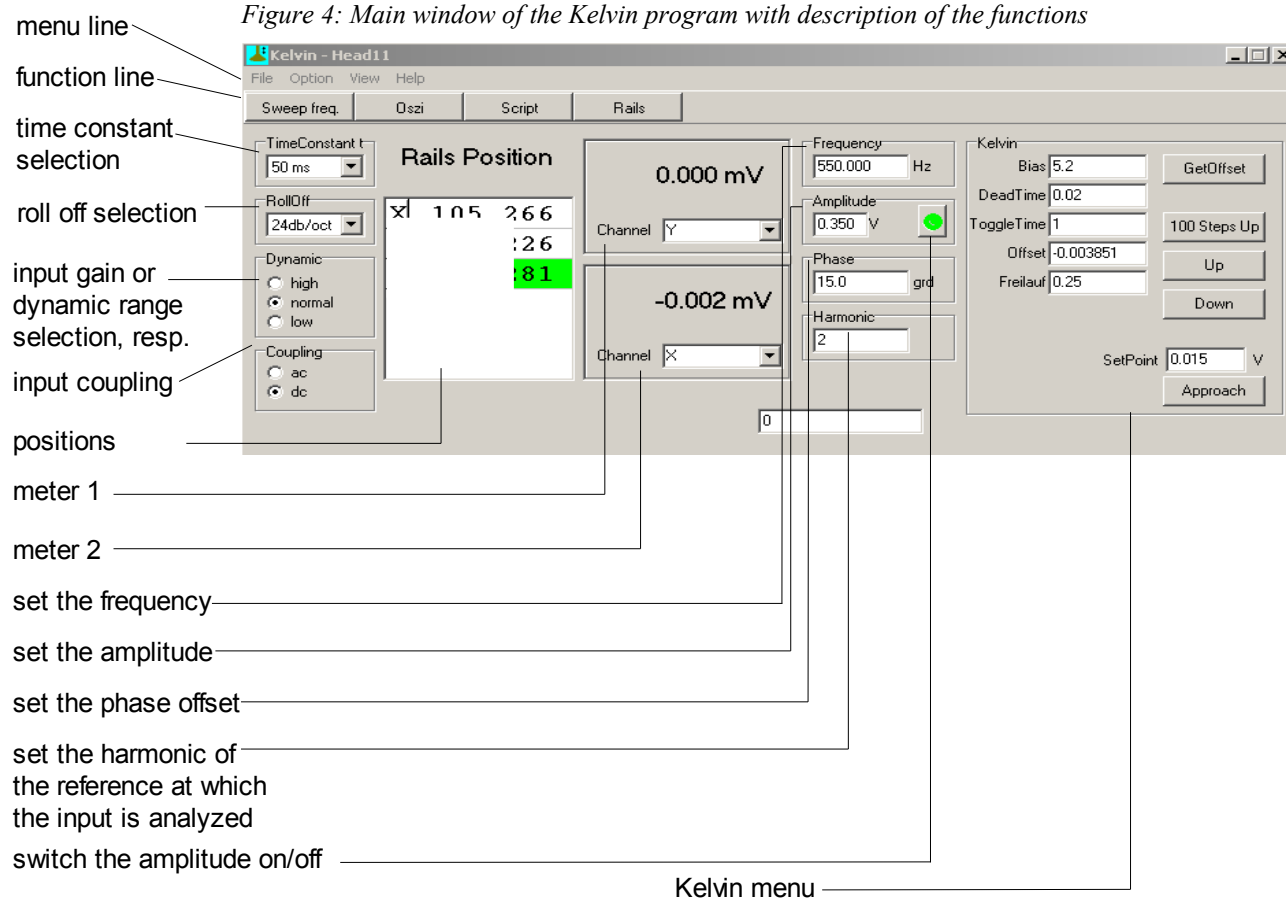 Figure 4: Main window of the Kelvin program with description of the functions
menu line
function line
time constant
selection
roll off selection
input gain or
dynamic range
selection, resp.
input coupling
positions
meter 1
meter 2
set the frequency
set the amplitude
set the phase offset
set the harmonic of
the reference at which
the input is analyzed
switch the amplitude on/off
Kelvin menu
Kelvin - Head11
File Option View Help
Sweep freq. Oszi Script Rails
TimeConstant t
50 ms
RollOff
24db/oct
Dynamic
high
normal
low
Coupling
ac
dc
Rails Position
X 105 266
:26
:81
0.000 mV
Channel Y
-0.002 mV
Channel X
Frequency
550.000 Hz
Amplitude
0.350 V
Phase
15.0 grd
Harmonic
2
0
Kelvin
Bias 5.2 GetOffset
DeadTime 0.02
ToggleTime 1 100 Steps Up
Offset -0.003851 Up
Freilauf 0.25
Down
SetPoint 0.015 V
Approach